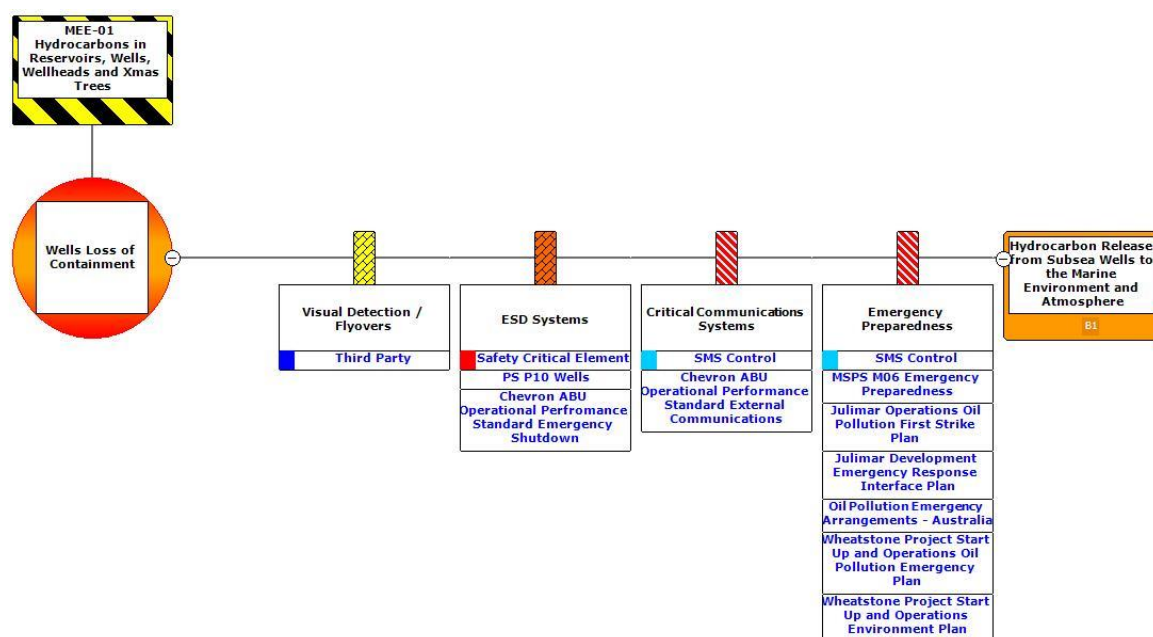 MEE-01
Hydrocarbons in
Reservoirs, Wells,
Wellheads and Xmas
Trees
Wells Loss of
Containment
Visual Detection /
Flyovers
Third Party
ESD Systems
Safety Critical Element
PS P10 Wells
Chevron ABU
Operational Perfromance
Standard Emergency
Shutdown
Critical Communications
Systems
SMS Control
Chevron ABU
Operational Performance
Standard External
Communications
Emergency
Preparedness
SMS Control
MSPS M06 Emergency
Preparedness
Julimar Operations Oil
Pollution First Strike
Plan
Julimar Development
Emergency Response
Interface Plan
Oil Pollution Emergency
Arrangements - Australia
Wheatstone Project Start
Up and Operations Oil
Pollution Emergency
Plan
Wheatstone Project Start
Up and Operations
Environment Plan
Hydrocarbon Release
from Subsea Wells to
the Marine
Environment and
Atmosphere
B1